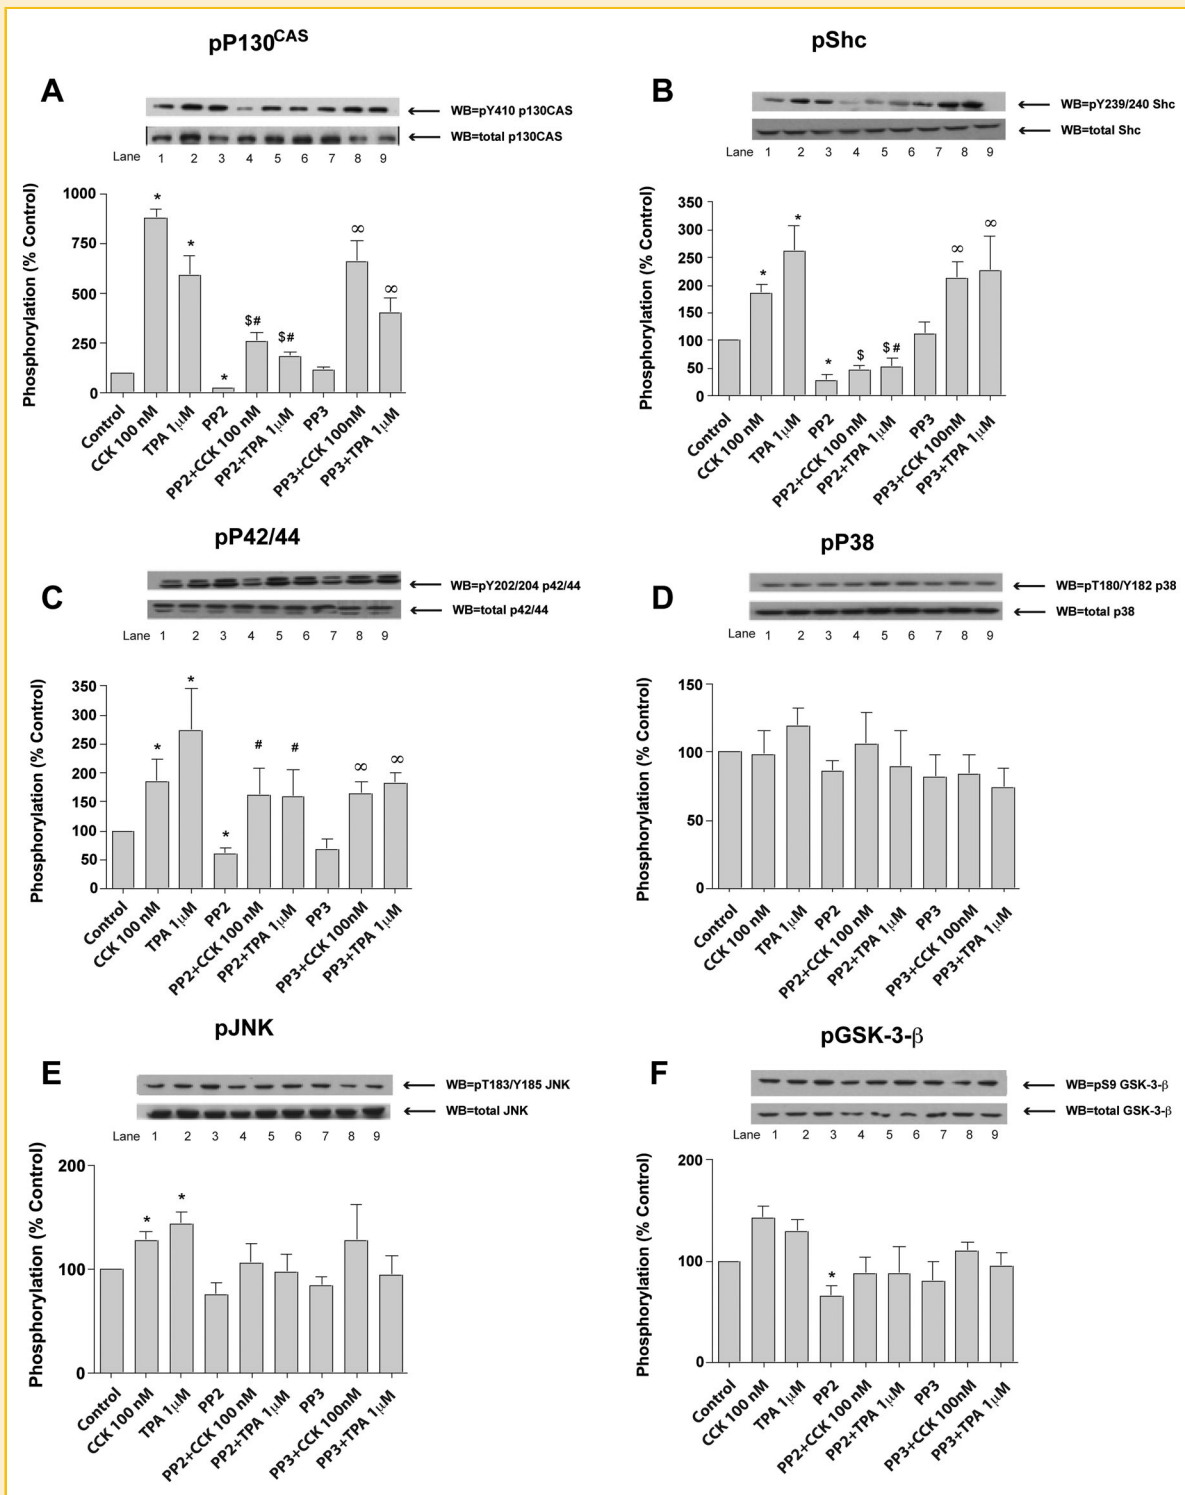 pP130CAS
A
WB=pY410 p130CAS
WB=total p130CAS
Lane 1 2 3 4 5 6 7 8 9
Phosphorylation (% Control)
1000
750
500
250
0
* * * $# $# ∞ ∞
Control
CCK 100 nM
TPA 1μM
PP2
PP2+CCK 100 nM
PP2+TPA 1μM
PP3
PP3+CCK 100nM
PP3+TPA 1μM
pShc
B
WB=pY239/240 Shc
WB=total Shc
Lane 1 2 3 4 5 6 7 8 9
Phosphorylation (% Control)
350
300
250
200
150
100
50
0
* * * $ $# ∞ ∞
Control
CCK 100 nM
TPA 1μM
PP2
PP2+CCK 100 nM
PP2+TPA 1μM
PP3
PP3+CCK 100nM
PP3+TPA 1μM
pP42/44
C
WB=pY202/204 p42/44
WB=total p42/44
Lane 1 2 3 4 5 6 7 8 9
Phosphorylation (% Control)
350
300
250
200
150
100
50
0
* * * # # ∞ ∞
Control
CCK 100 nM
TPA 1μM
PP2
PP2+CCK 100 nM
PP2+TPA 1μM
PP3
PP3+CCK 100nM
PP3+TPA 1μM
pP38
D
WB=pT180/Y182 p38
WB=total p38
Lane 1 2 3 4 5 6 7 8 9
Phosphorylation (% Control)
150
100
50
0
Control
CCK 100 nM
TPA 1μM
PP2
PP2+CCK 100 nM
PP2+TPA 1μM
PP3
PP3+CCK 100nM
PP3+TPA 1μM
pJNK
E
WB=pT183/Y185 JNK
WB=total JNK
Lane 1 2 3 4 5 6 7 8 9
Phosphorylation (% Control)
200
100
0
* *
Control
CCK 100 nM
TPA 1μM
PP2
PP2+CCK 100 nM
PP2+TPA 1μM
PP3
PP3+CCK 100nM
PP3+TPA 1μM
pGSK-3-β
F
WB=pS9 GSK-3-β
WB=total GSK-3-β
Lane 1 2 3 4 5 6 7 8 9
Phosphorylation (% Control)
200
100
0
*
Control
CCK 100 nM
TPA 1μM
PP2
PP2+CCK 100 nM
PP2+TPA 1μM
PP3
PP3+CCK 100nM
PP3+TPA 1μM